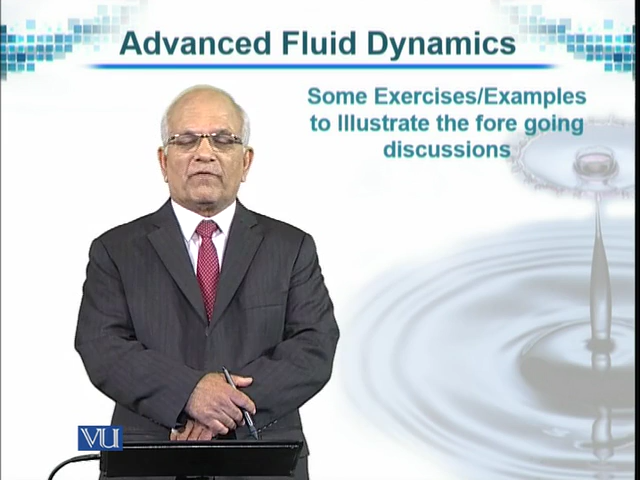 Advanced Fluid Dynamics
Some Exercises/Examples
to Illustrate the fore going
discussions
VU